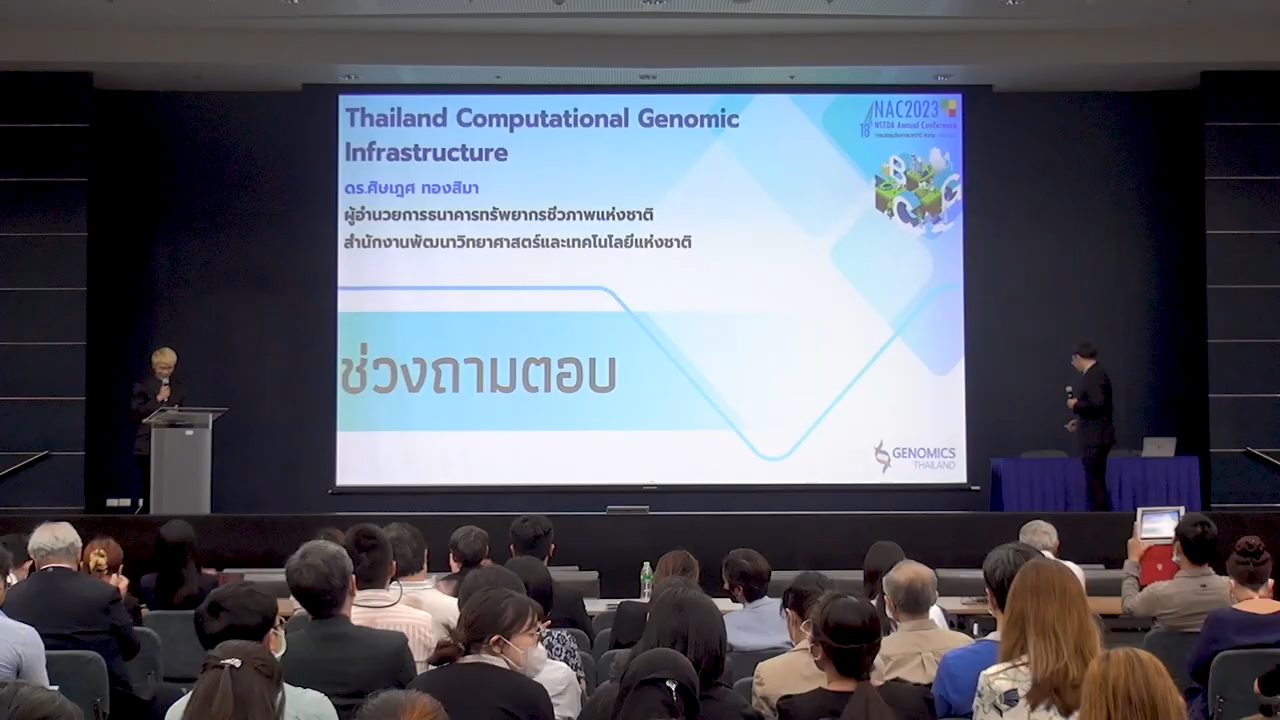 Thailand Computational Genomic
Infrastructure
ดร.ศิษเฎศ ทองสิมา
ผู้อำนวยการธนาคารทรัพยากรชีวภาพแห่งชาติ
สำนักงานพัฒนาวิทยาศาสตร์และเทคโนโลยีแห่งชาติ
ช่วงถามตอบ
18 NAC2023
NSTDA Annual Conference
B
C
G
GENOMICS
THAILAND